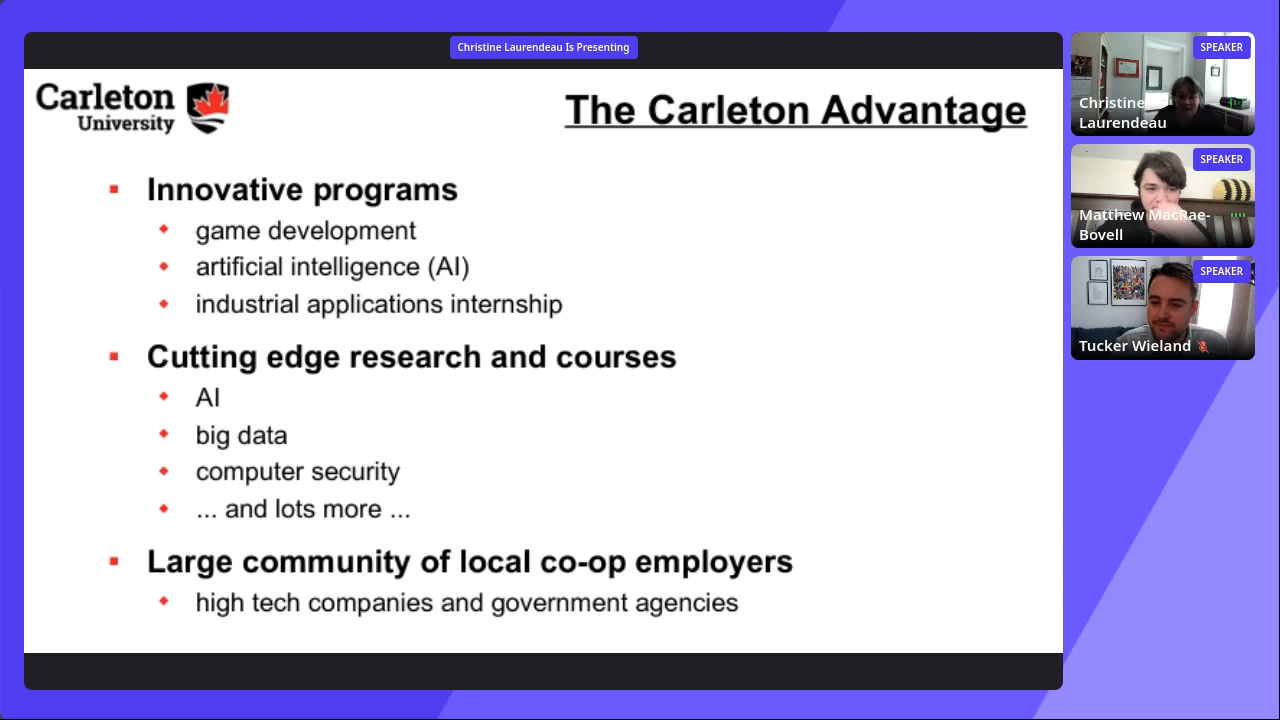 Christine Laurendeau Is Presenting
Carleton
University
The Carleton Advantage
Innovative programs
game development
artificial intelligence (AI)
industrial applications internship
Cutting edge research and courses
AI
big data
computer security
... and lots more ...
Large community of local co-op employers
high tech companies and government agencies
SPEAKER
Christine
Laurendeau
SPEAKER
Matthew MacRae-
Bovell
SPEAKER
Tucker Wieland